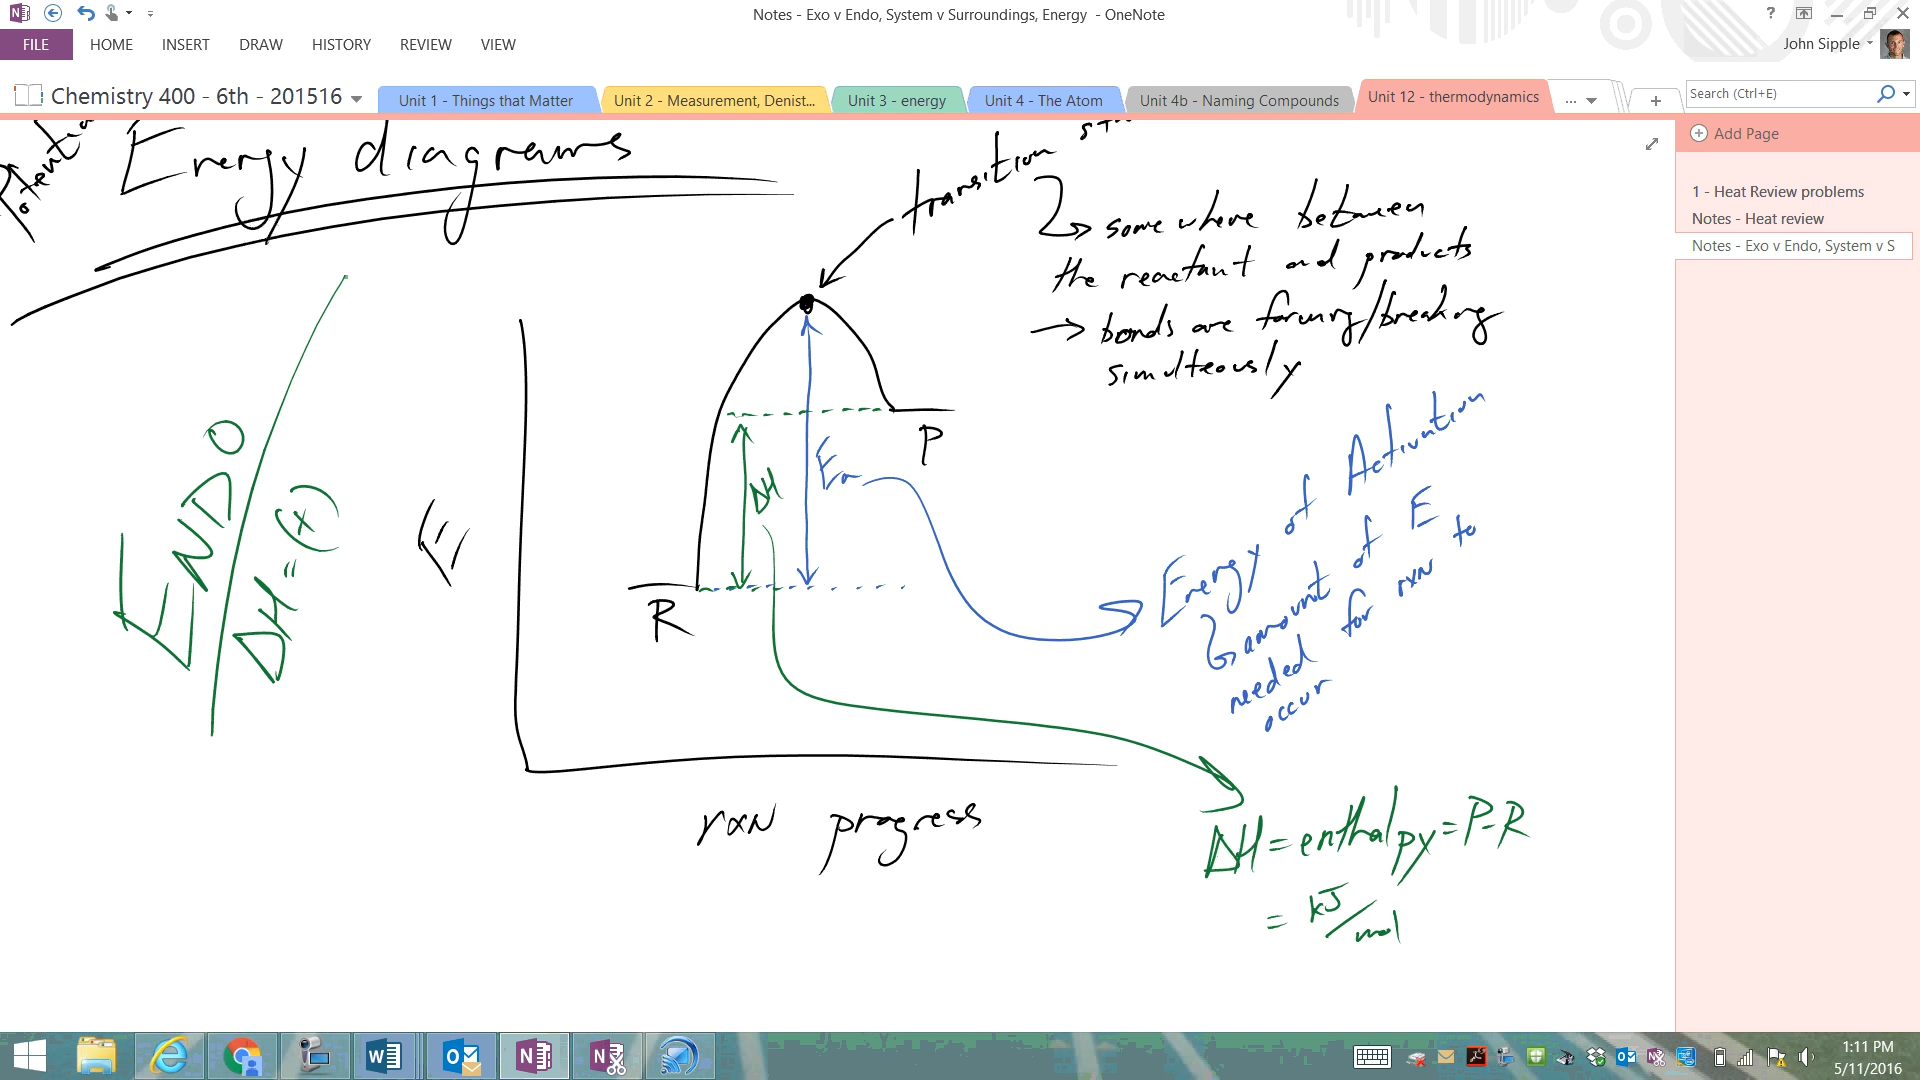 Notes - Exo v Endo, System v Surroundings, Energy - OneNote
FILE HOME INSERT DRAW HISTORY REVIEW VIEW
John Sipple
Chemistry 400 - 6th - 201516
Unit 1 - Things that Matter
Unit 2 - Measurement, Denist...
Unit 3 - energy
Unit 4 - The Atom
Unit 4b - Naming Compounds
Unit 12 - thermodynamics
...
Search (Ctrl+E)
Add Page
1 - Heat Review problems
Notes - Heat review
Notes - Exo v Endo, System v S
Energy diagrams
transition
somewhere between
the reactant and products
→ bonds are forming/breaking
simulteously
ENDO
ΔH = (+)
E
R
P
ΔH
Ea
rxn progress
Energy of Activation
amount of E
needed for rxn to
occur
ΔH = enthalpy = P-R
= kJ/mol
1:11 PM
5/11/2016